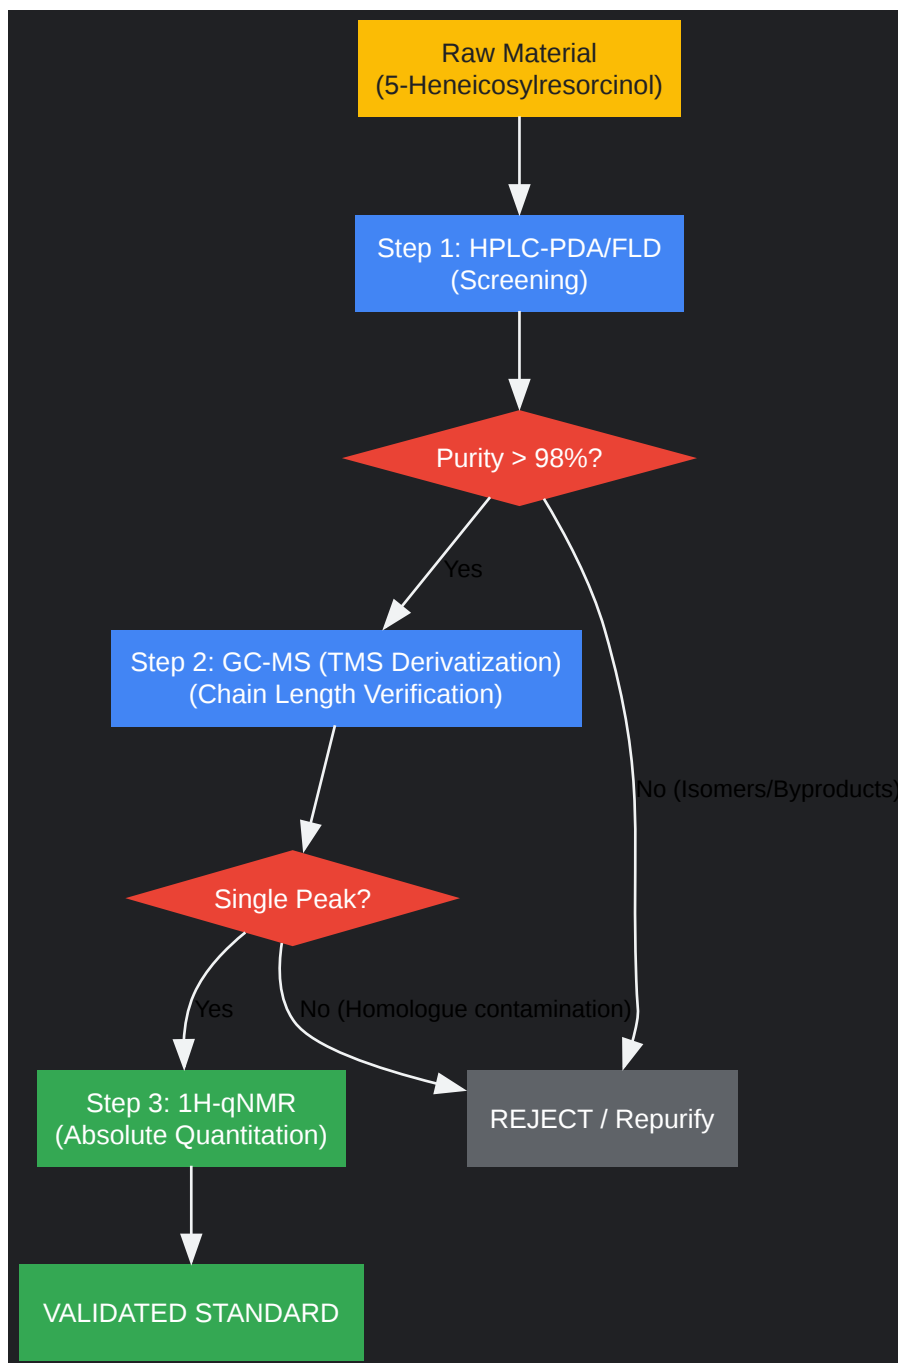 Raw Material
(5-Heneicosylresorcinol)
Step 1: HPLC-PDA/FLD
(Screening)
Purity > 98%?
Yes
Step 2: GC-MS (TMS Derivatization)
(Chain Length Verification)
No (Isomers/Byproducts)
Single Peak?
Yes
No (Homologue contamination)
Step 3: 1H-qNMR
(Absolute Quantitation)
REJECT / Repurify
VALIDATED STANDARD